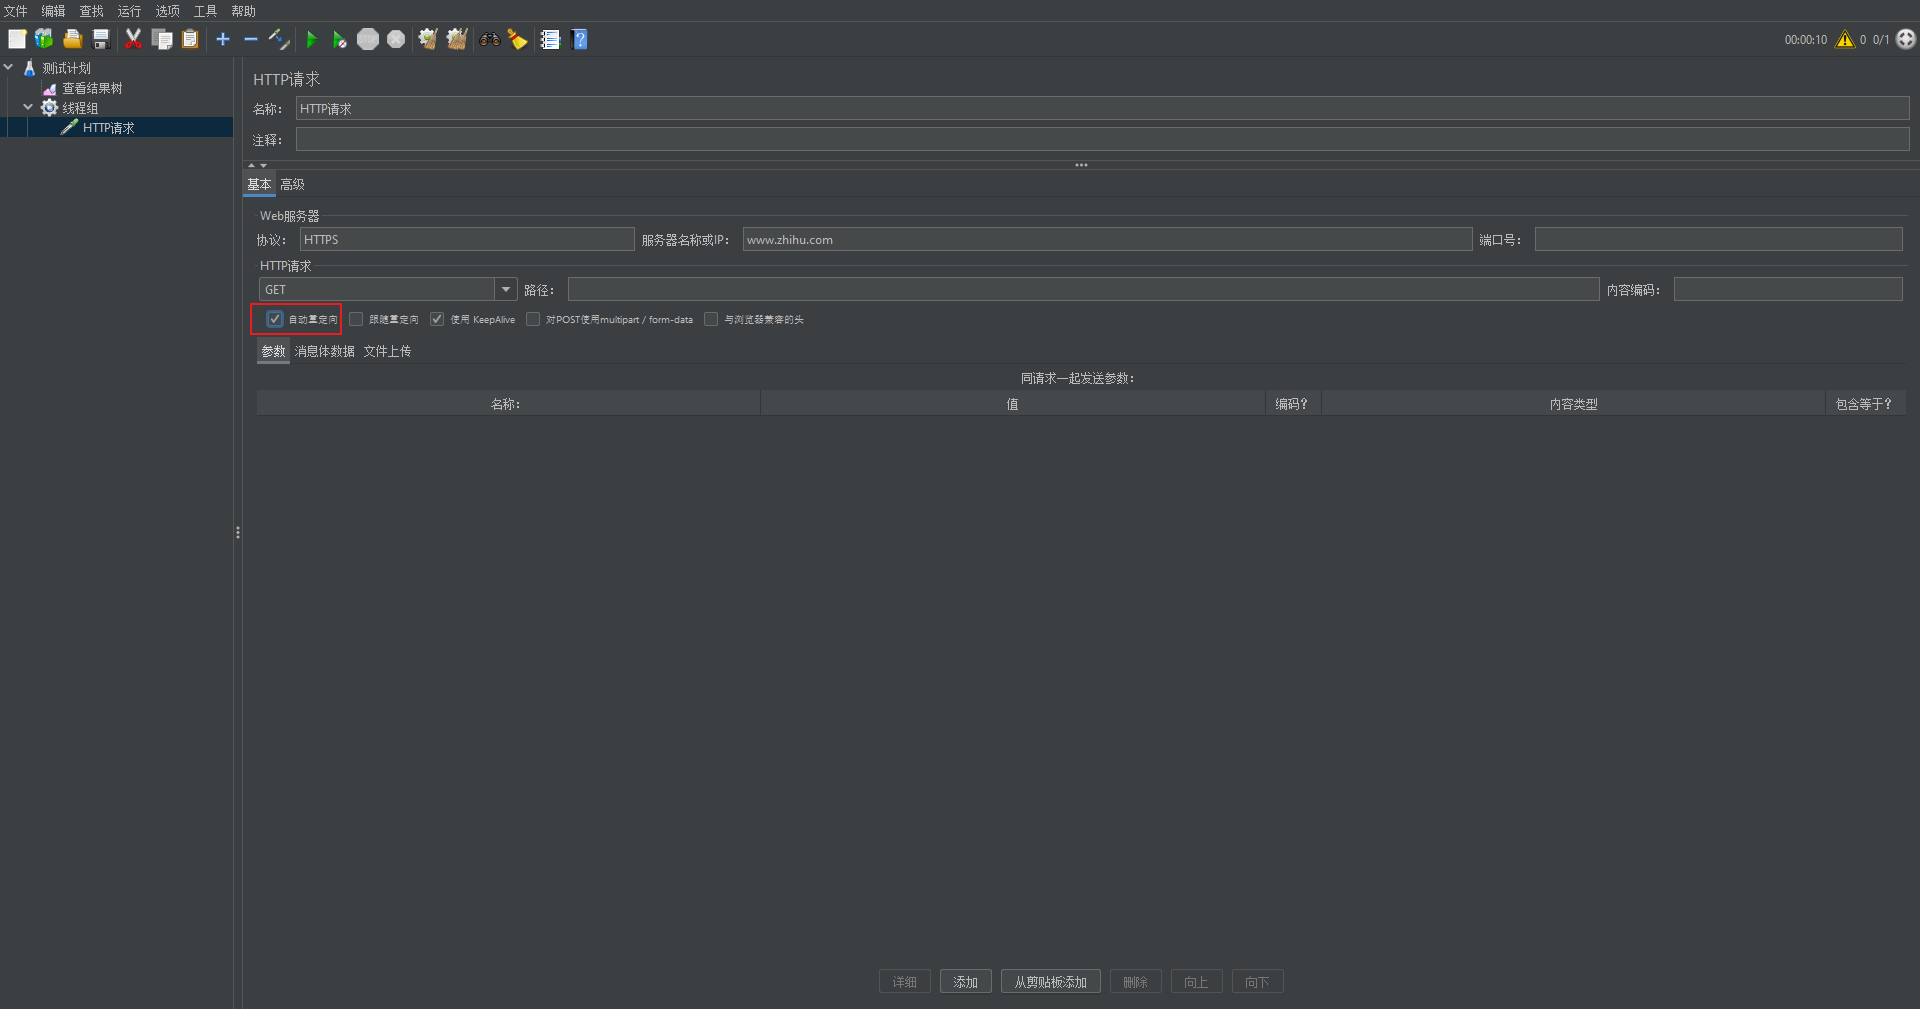 文件 编辑 查找 运行 选项 工具 帮助
00:00:10 0 0/1
测试计划
查看结果树
线程组
HTTP请求
HTTP请求
名称： HTTP请求
注释：
基本 高级
Web服务器
协议： HTTPS 服务器名称或IP： www.zhihu.com 端口号：
HTTP请求
GET 路径： 内容编码：
自动重定向 跟随重定向 使用 KeepAlive 对POST使用multipart / form-data 与浏览器兼容的头
参数 消息体数据 文件上传
同请求一起发送参数：
名称： 值 编码？ 内容类型 包含等于？
详细 添加 从剪贴板添加 删除 向上 向下